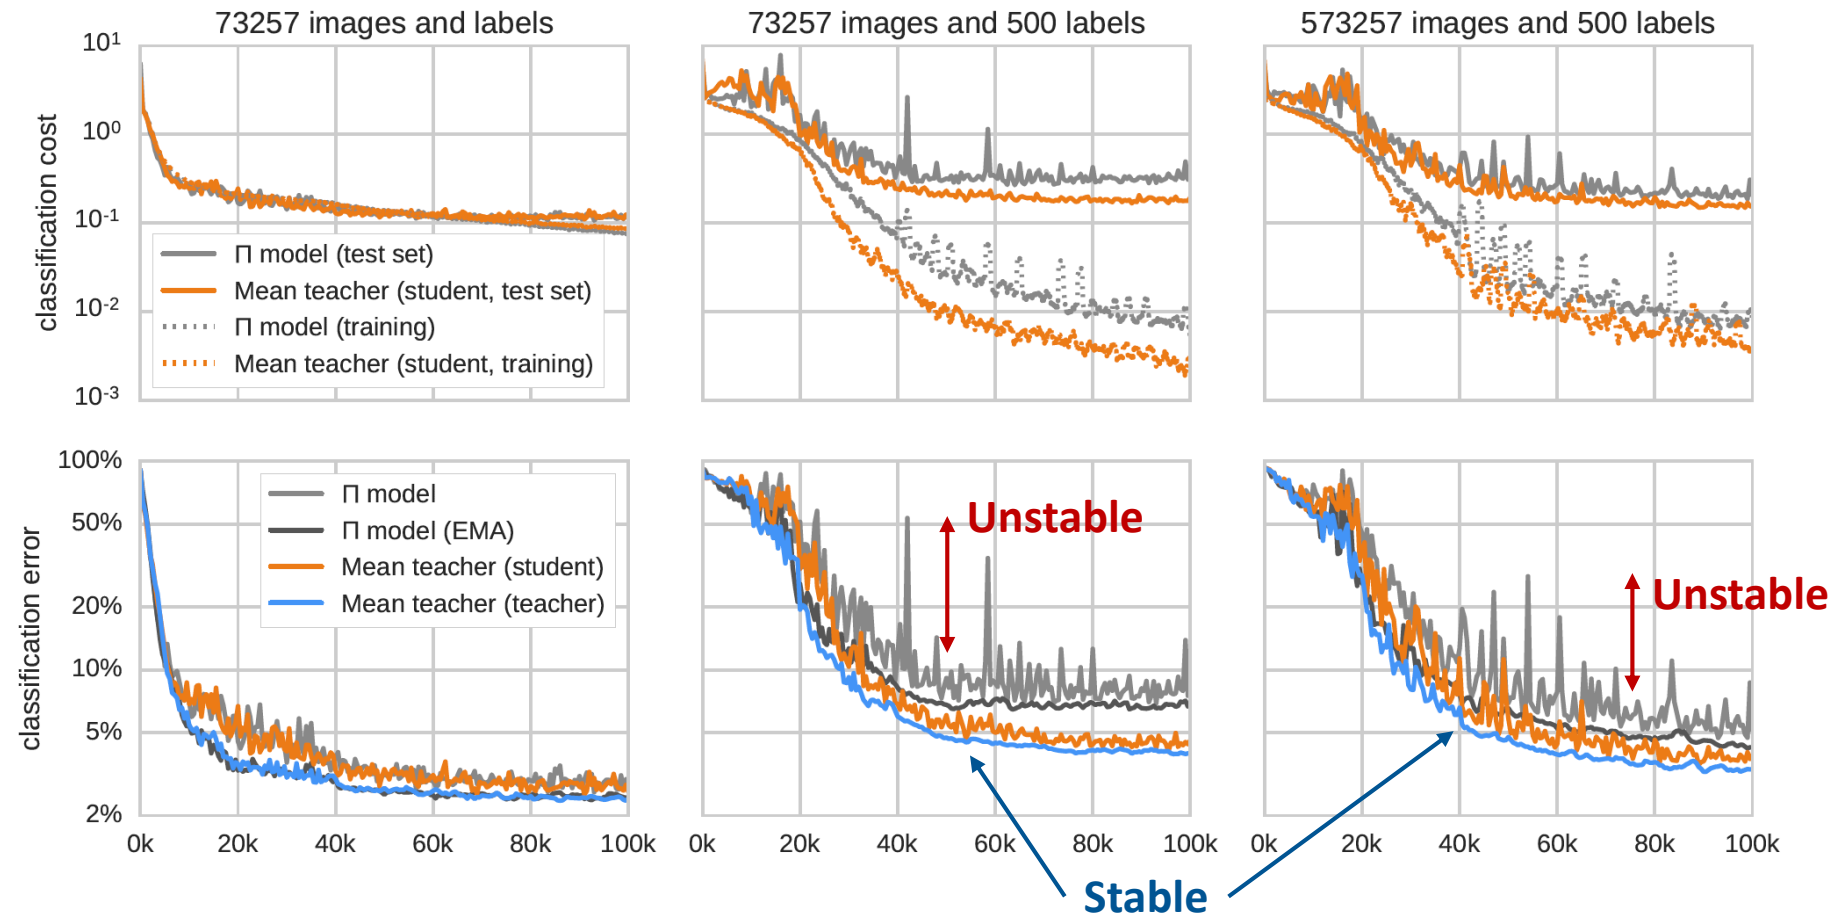 73257 images and labels
73257 images and 500 labels
573257 images and 500 labels
classification cost
10¹
10⁰
10⁻¹
10⁻²
10⁻³
Π model (test set)
Mean teacher (student, test set)
Π model (training)
Mean teacher (student, training)
classification error
100%
50%
20%
10%
5%
2%
Π model
Π model (EMA)
Mean teacher (student)
Mean teacher (teacher)
Unstable
Unstable
0k 20k 40k 60k 80k 100k
0k 20k 40k 60k 80k 100k
0k 20k 40k 60k 80k 100k
Stable